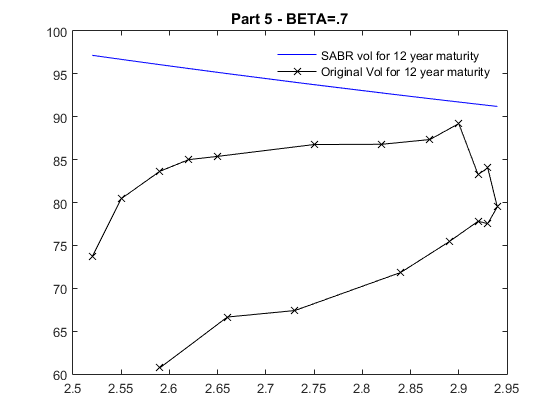 Part 5 - BETA=.7
SABR vol for 12 year maturity
Original Vol for 12 year maturity
100
95
90
85
80
75
70
65
60
2.5 2.55 2.6 2.65 2.7 2.75 2.8 2.85 2.9 2.95